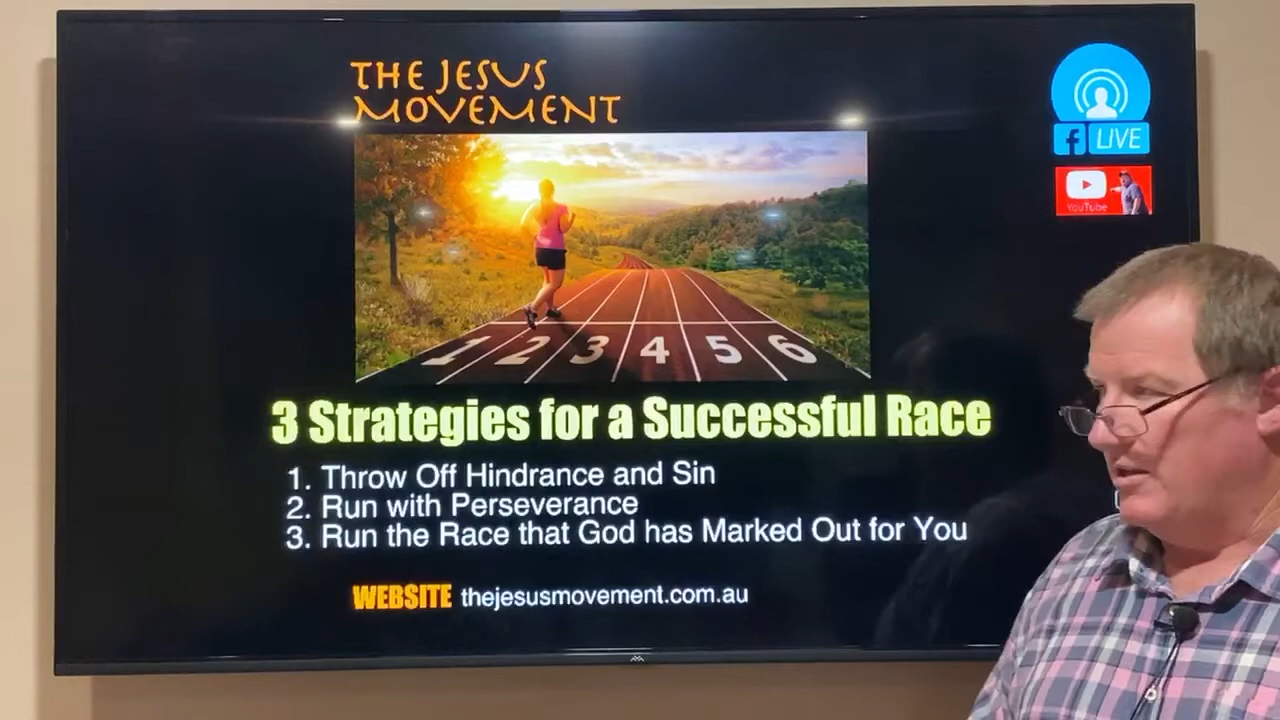 THE JESUS
MOVEMENT
f LIVE
YouTube
1 2 3 4 5 6
3 Strategies for a Successful Race
1. Throw Off Hindrance and Sin
2. Run with Perseverance
3. Run the Race that God has Marked Out for You
WEBSITE thejesusmovement.com.au